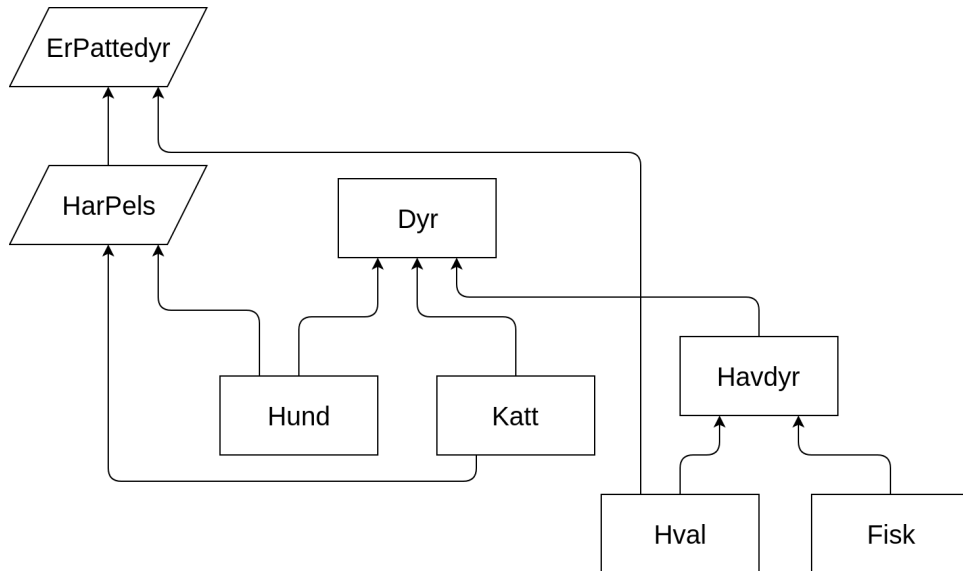 ErPattedyr
HarPels
Dyr
Havdyr
Hund
Katt
Hval
Fisk